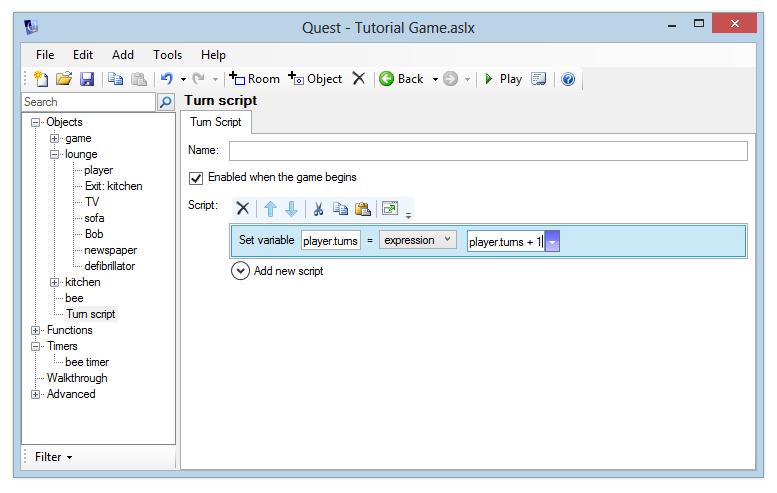 Quest - Tutorial Game.aslx
File Edit Add Tools Help
Room Object Back Play
Search
Turn script
Objects
game
lounge
player
Exit: kitchen
TV
sofa
Bob
newspaper
defibrillator
kitchen
bee
Turn script
Functions
Timers
bee timer
Walkthrough
Advanced
Filter
Turn Script
Name:
Enabled when the game begins
Script:
Set variable player.turns = expression player.turns + 1
Add new script